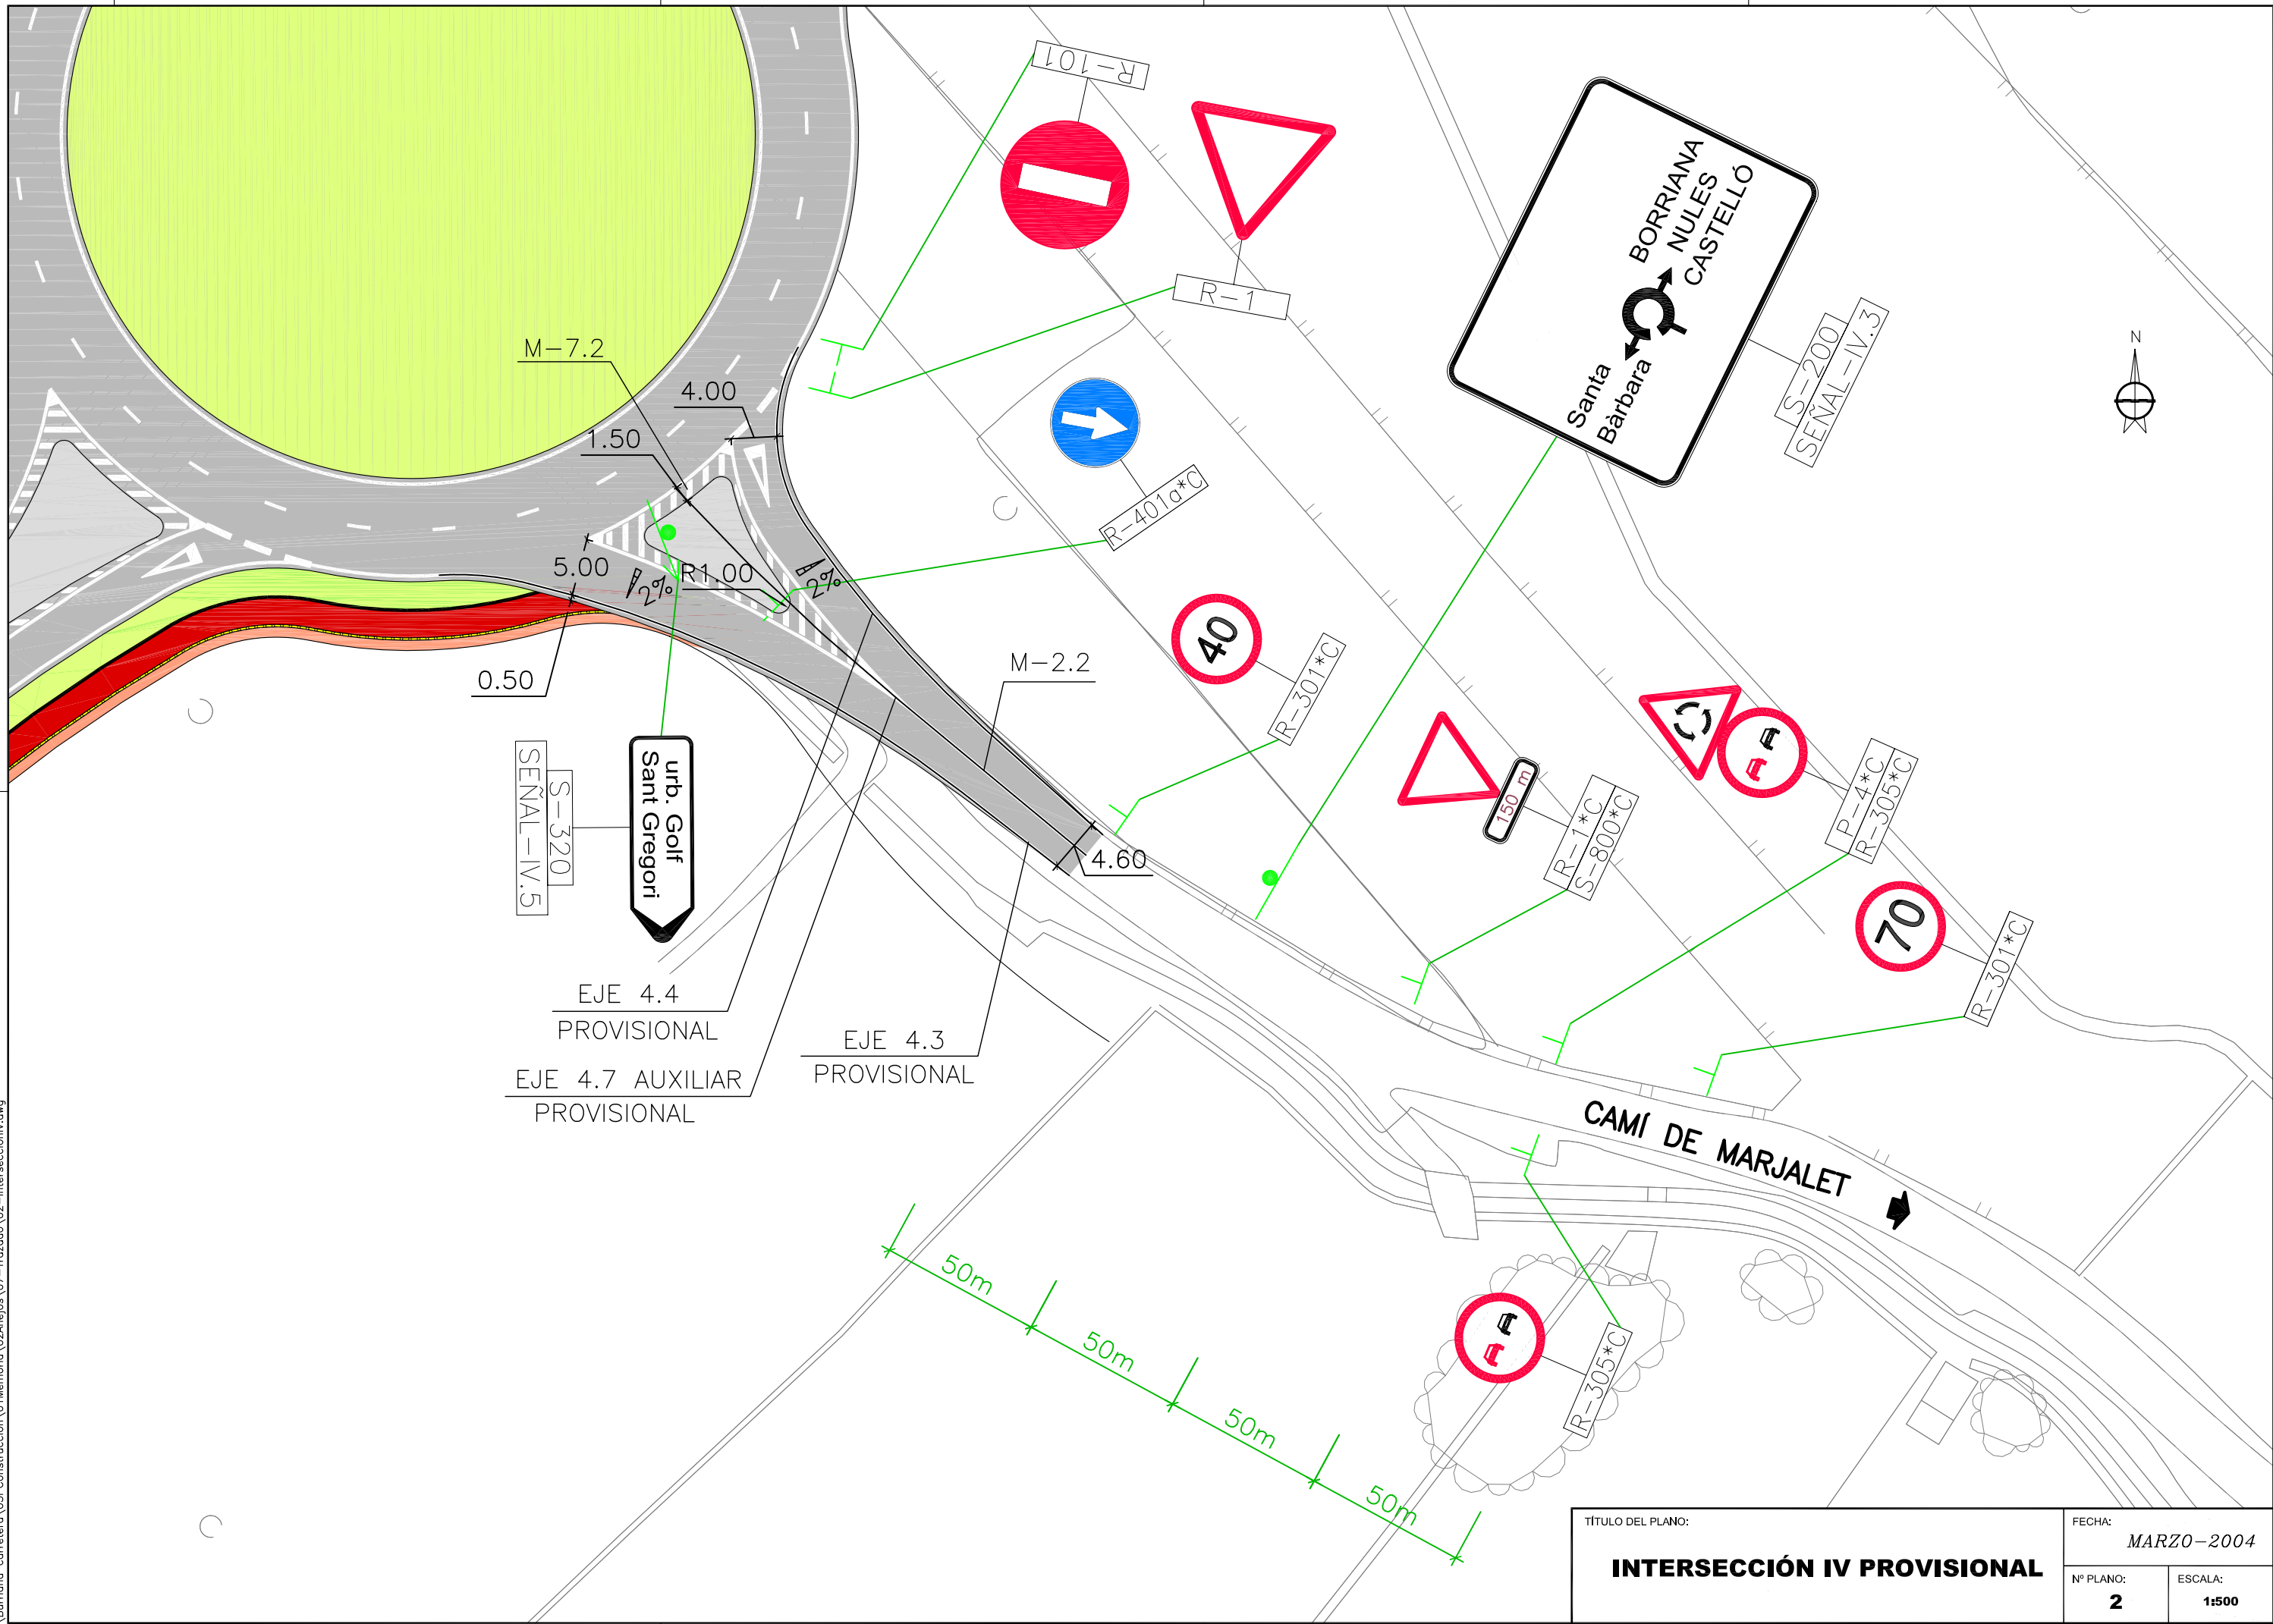 R-101
R-1
BORRIANA
NULES
CASTELLÓ
Santa
Bàrbara
S-200
SEÑAL-IV.3
N
M-7.2
4.00
1.50
R-401a*C
5.00
2%
R1.00
2%
0.50
M-2.2
40
R-301*C
urb. Golf
Sant Gregori
S-320
SEÑAL-IV.5
150 m
R-1*C
S-800*C
P-4*C
R-305*C
70
R-301*C
4.60
EJE 4.4
PROVISIONAL
EJE 4.7 AUXILIAR
PROVISIONAL
EJE 4.3
PROVISIONAL
CAMÍ DE MARJALET
50m
50m
50m
50m
R-305*C
TÍTULO DEL PLANO:
INTERSECCIÓN IV PROVISIONAL
FECHA:
MARZO-2004
Nº PLANO:
2
ESCALA:
1:500